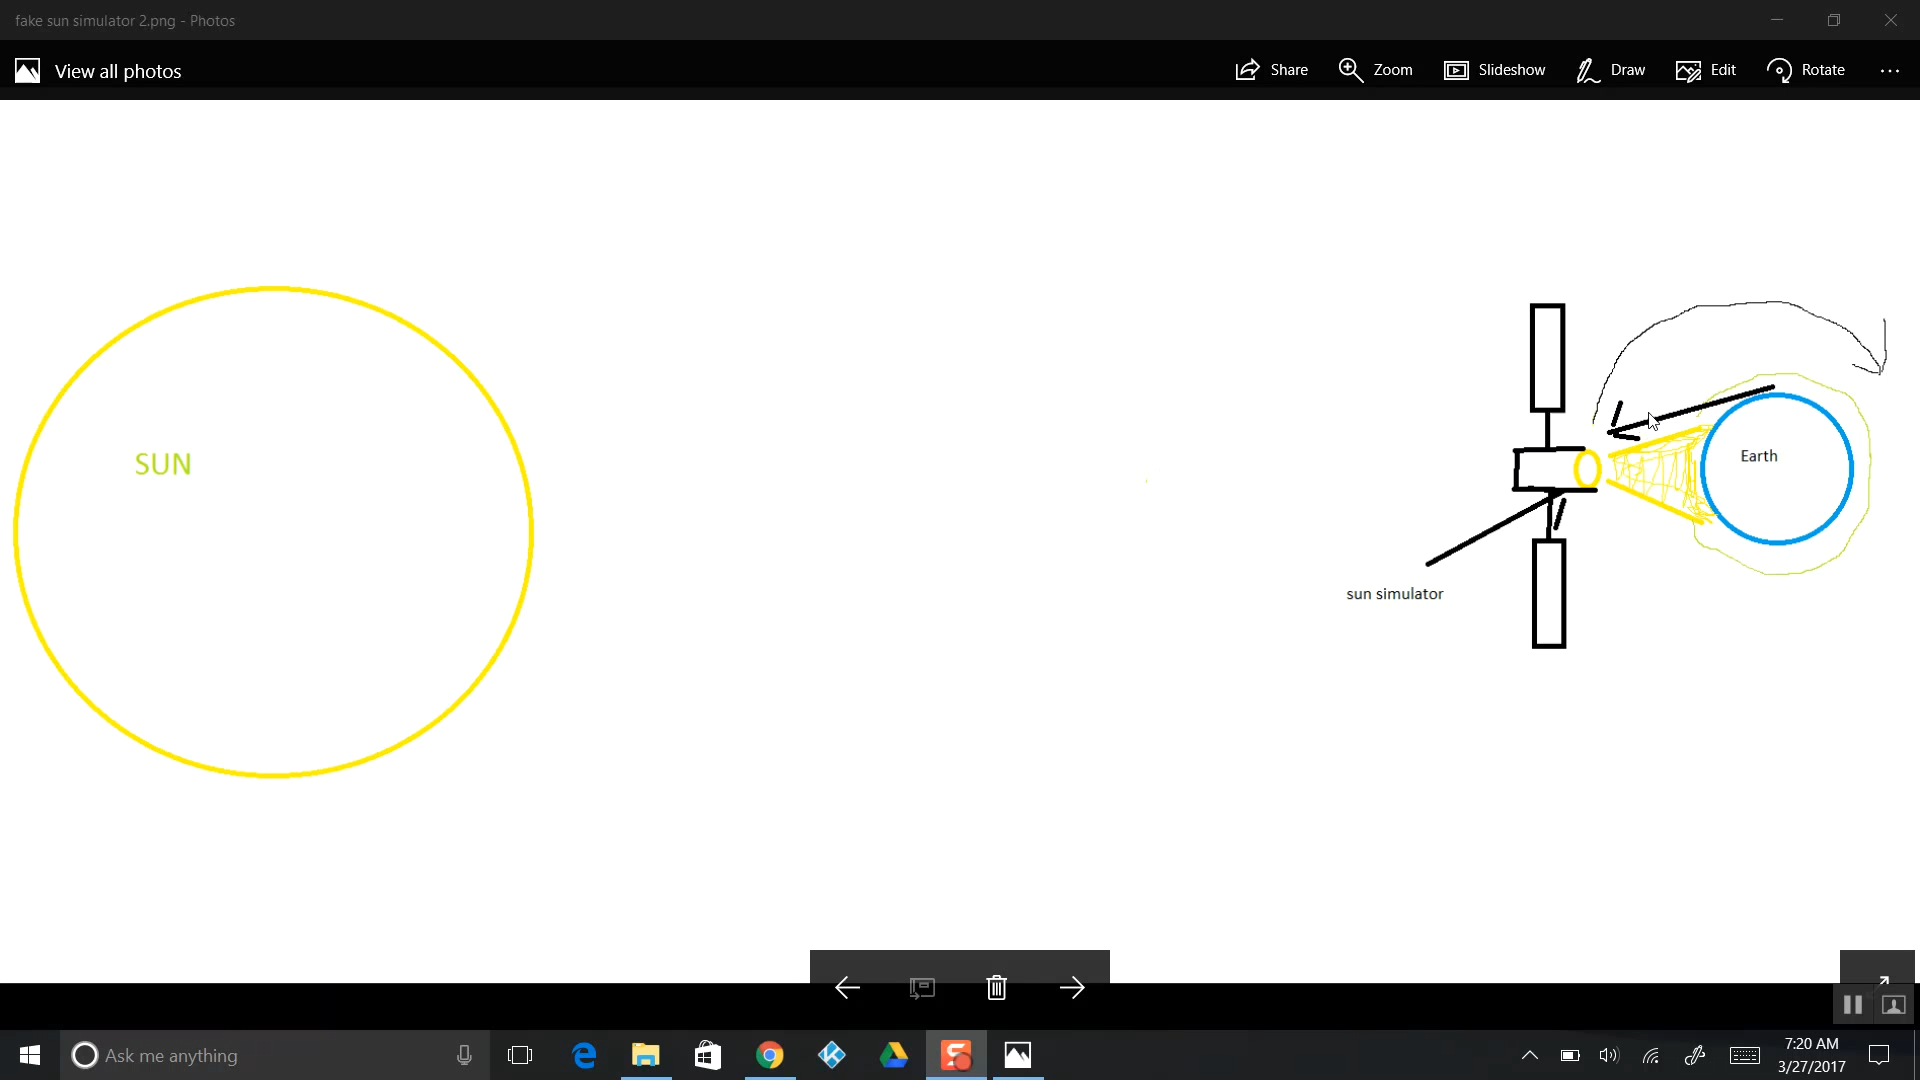 fake sun simulator 2.png - Photos
View all photos
Share
Zoom
Slideshow
Draw
Edit
Rotate
SUN
Earth
sun simulator
Ask me anything
7:20 AM
3/27/2017